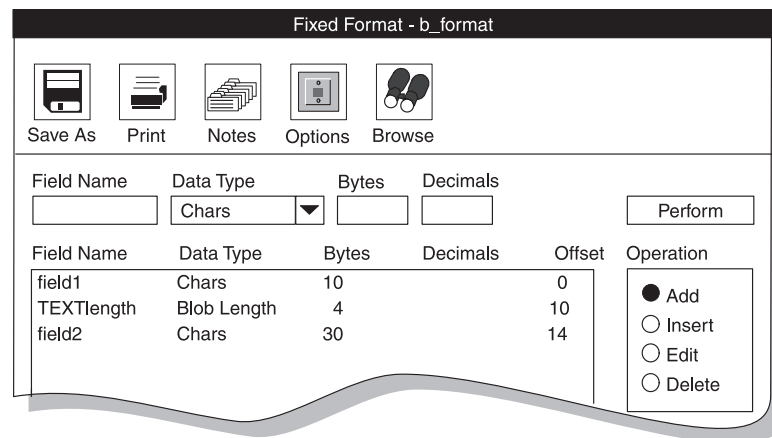 Fixed Format - b_format
Save As Print Notes Options Browse
Field Name Data Type Bytes Decimals
Chars Perform
Field Name Data Type Bytes Decimals Offset Operation
field1 Chars 10 0
TEXTlength Blob Length 4 10
field2 Chars 30 14
Add
Insert
Edit
Delete